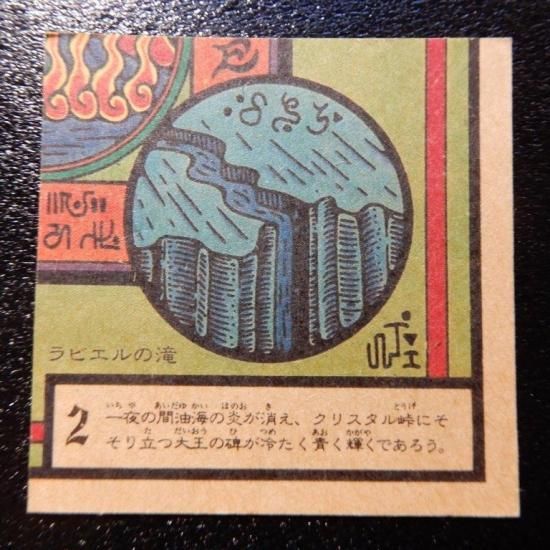 ラビエルの滝
2
一夜の間油海の炎が消え、クリスタル峠にそ
そり立つ大王の碑が冷たく青く輝くであろう。